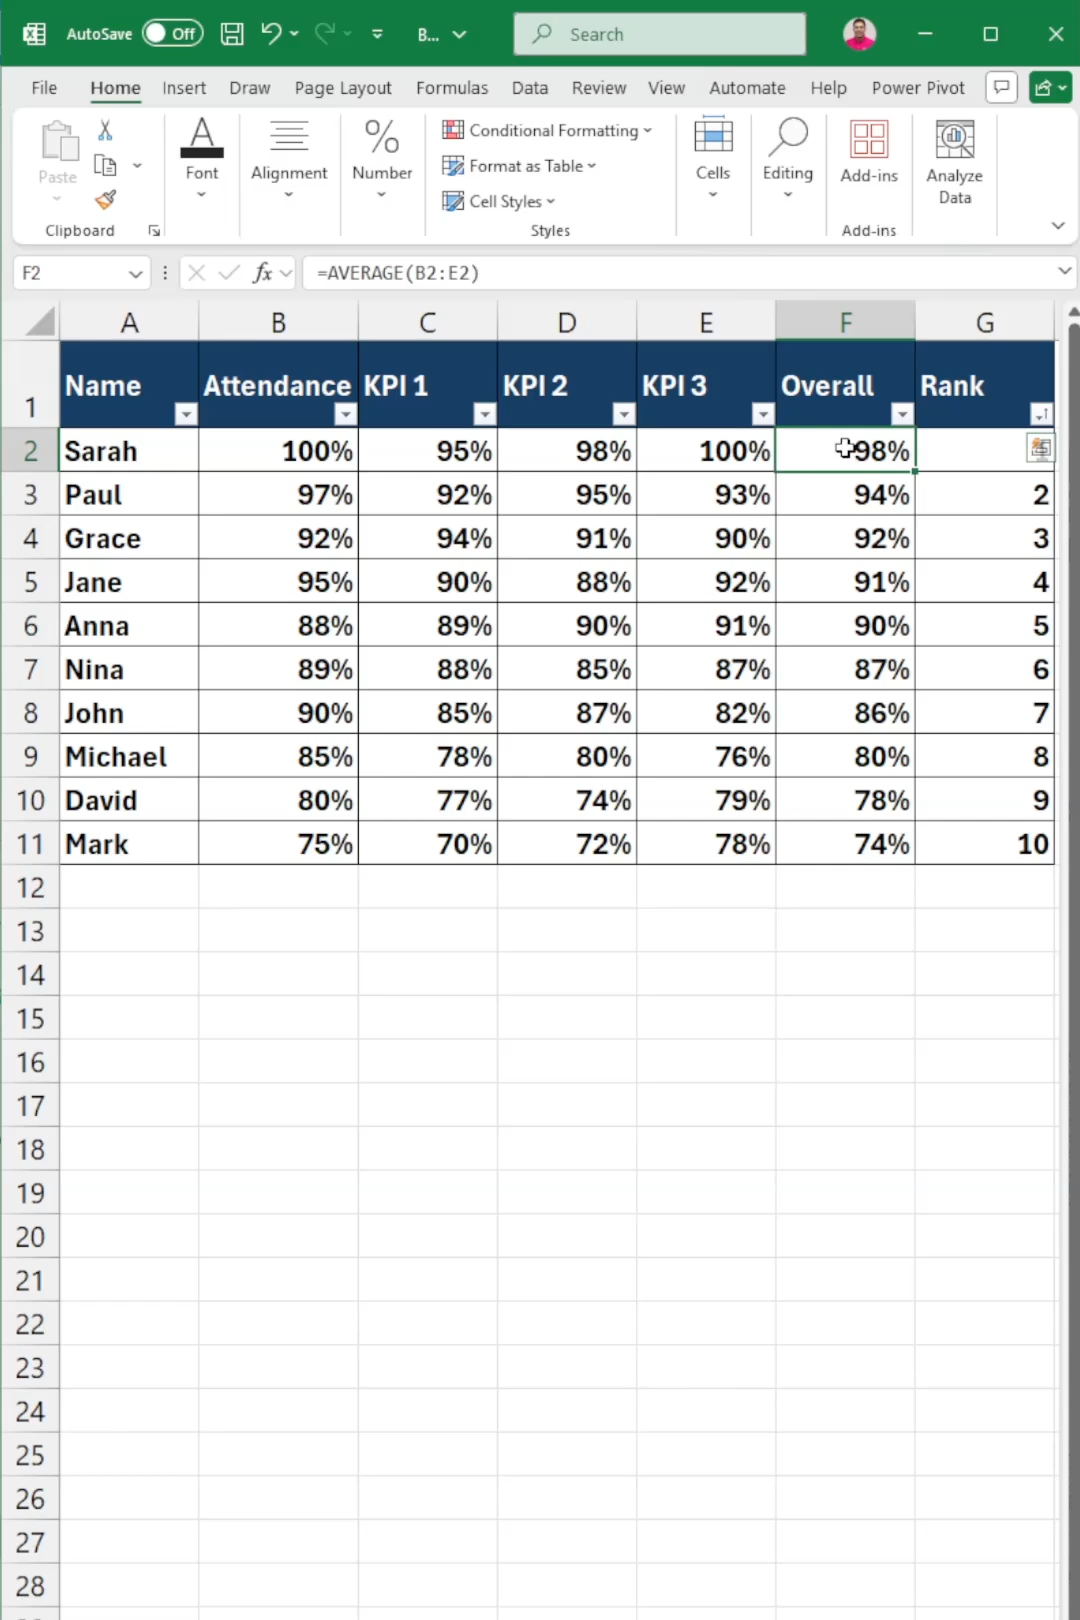 AutoSave Off B... Search
File Home Insert Draw Page Layout Formulas Data Review View Automate Help Power Pivot
Paste Font Alignment Number Conditional Formatting Format as Table Cell Styles Cells Editing Add-ins Analyze Data
Clipboard Styles Add-ins
F2 fx =AVERAGE(B2:E2)
A B C D E F G
1 Name Attendance KPI 1 KPI 2 KPI 3 Overall Rank
2 Sarah 100% 95% 98% 100% 98%
3 Paul 97% 92% 95% 93% 94% 2
4 Grace 92% 94% 91% 90% 92% 3
5 Jane 95% 90% 88% 92% 91% 4
6 Anna 88% 89% 90% 91% 90% 5
7 Nina 89% 88% 85% 87% 87% 6
8 John 90% 85% 87% 82% 86% 7
9 Michael 85% 78% 80% 76% 80% 8
10 David 80% 77% 74% 79% 78% 9
11 Mark 75% 70% 72% 78% 74% 10
12
13
14
15
16
17
18
19
20
21
22
23
24
25
26
27
28